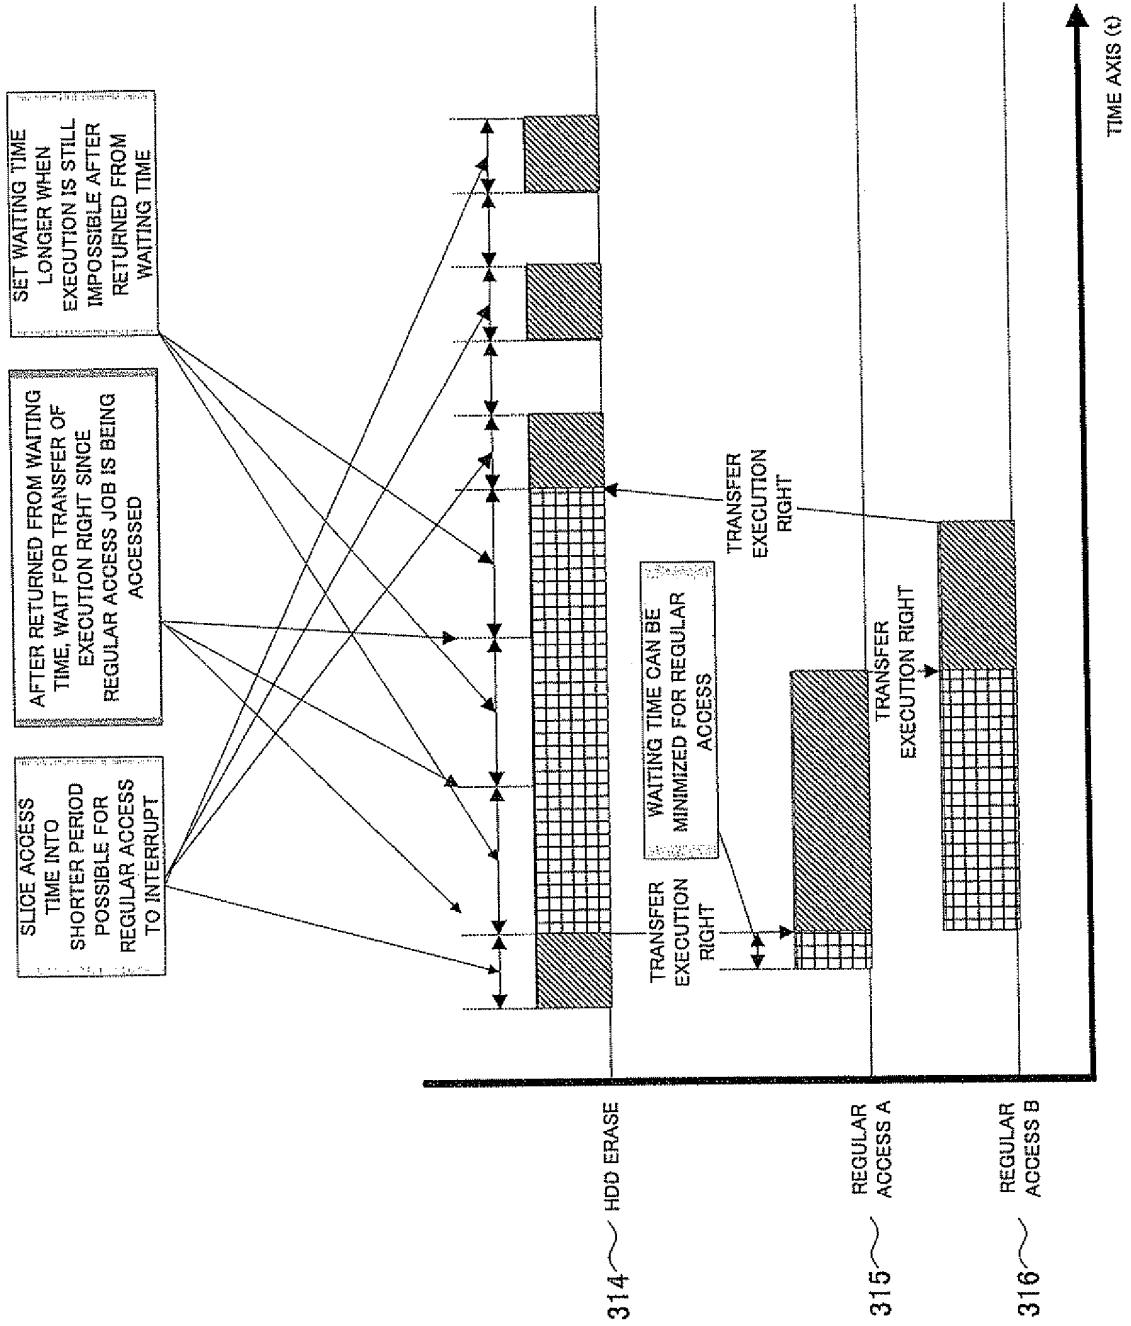 SLICE ACCESS
TIME INTO
SHORTER PERIOD
POSSIBLE FOR
REGULAR ACCESS
TO INTERRUPT
AFTER RETURNED FROM WAITING
TIME, WAIT FOR TRANSFER OF
EXECUTION RIGHT SINCE
REGULAR ACCESS JOB IS BEING
ACCESSED
SET WAITING TIME
LONGER WHEN
EXECUTION IS STILL
IMPOSSIBLE AFTER
RETURNED FROM
WAITING TIME
314
HDD ERASE
TRANSFER
EXECUTION
RIGHT
WAITING TIME CAN BE
MINIMIZED FOR REGULAR
ACCESS
TRANSFER
EXECUTION
RIGHT
315
REGULAR
ACCESS A
TRANSFER
EXECUTION RIGHT
316
REGULAR
ACCESS B
TIME AXIS (t)